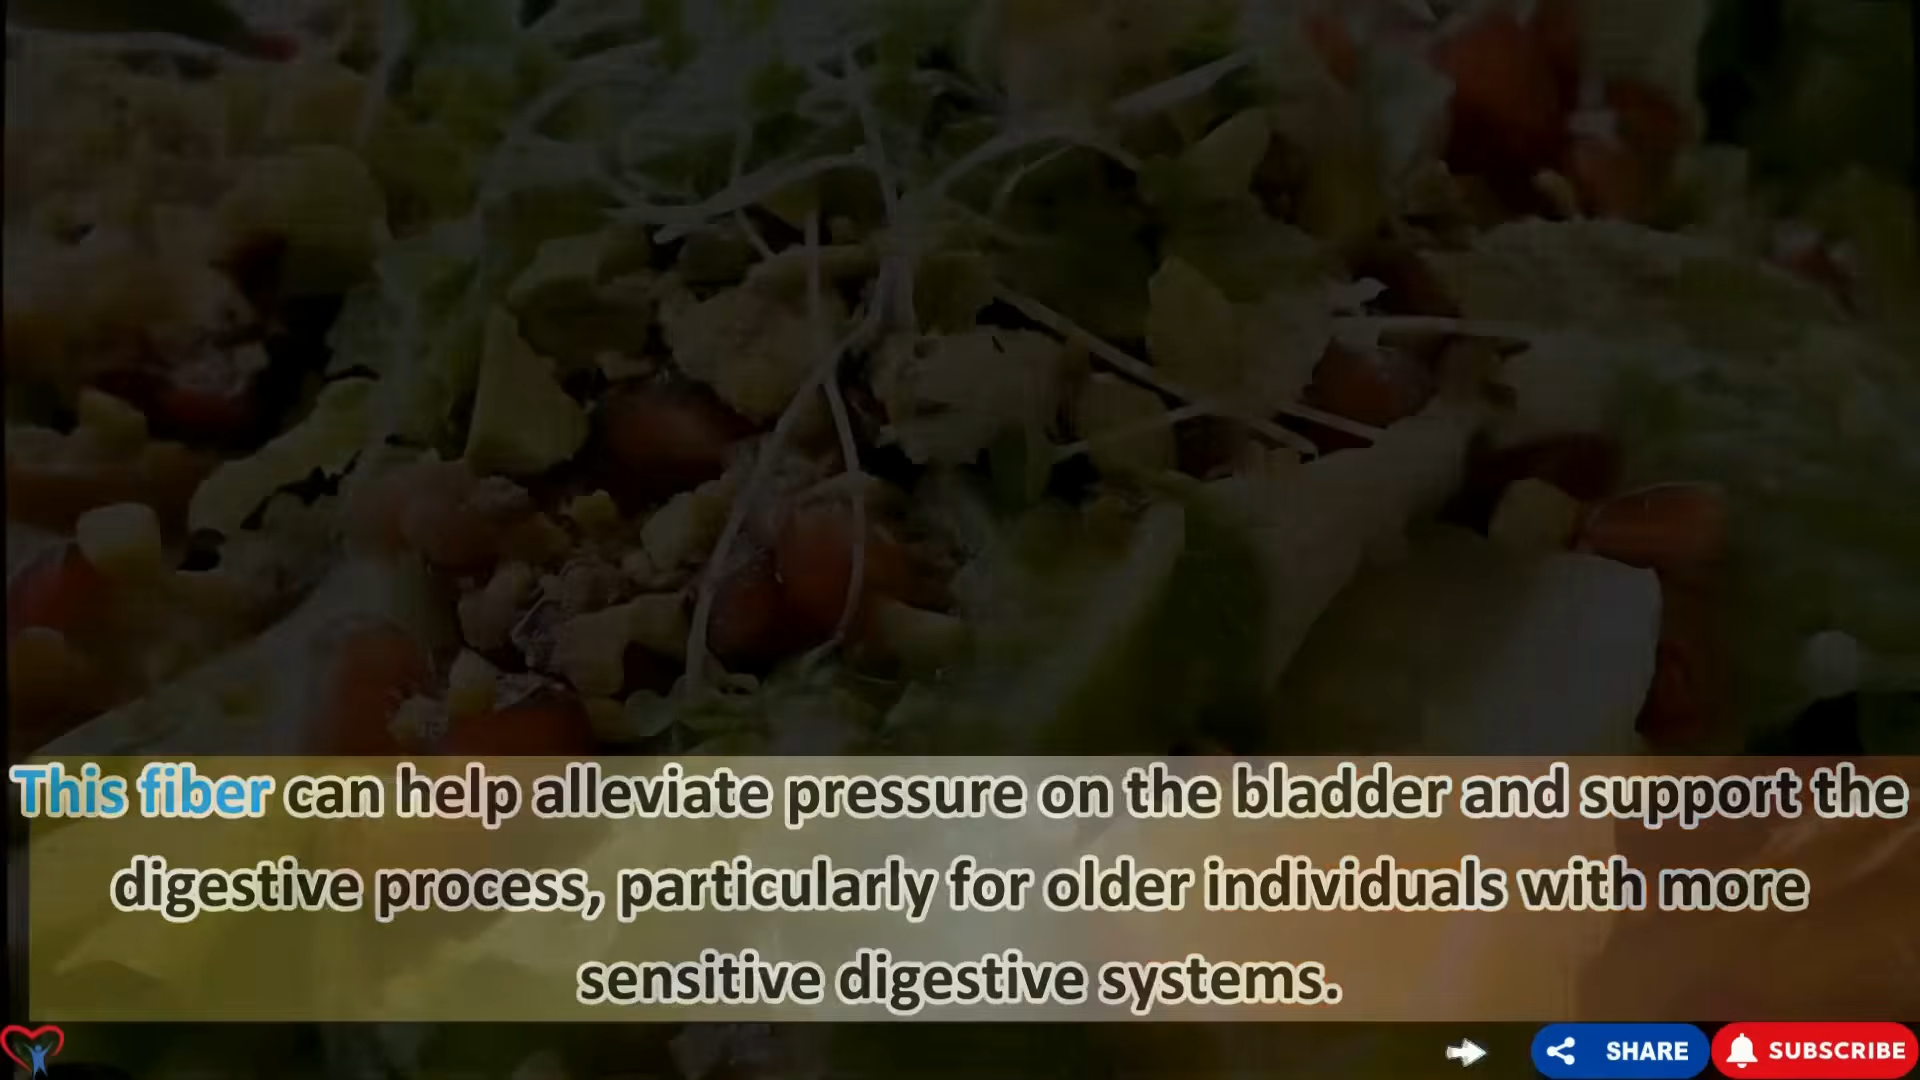 This fiber can help alleviate pressure on the bladder and support the
digestive process, particularly for older individuals with more
sensitive digestive systems.
SHARE
SUBSCRIBE